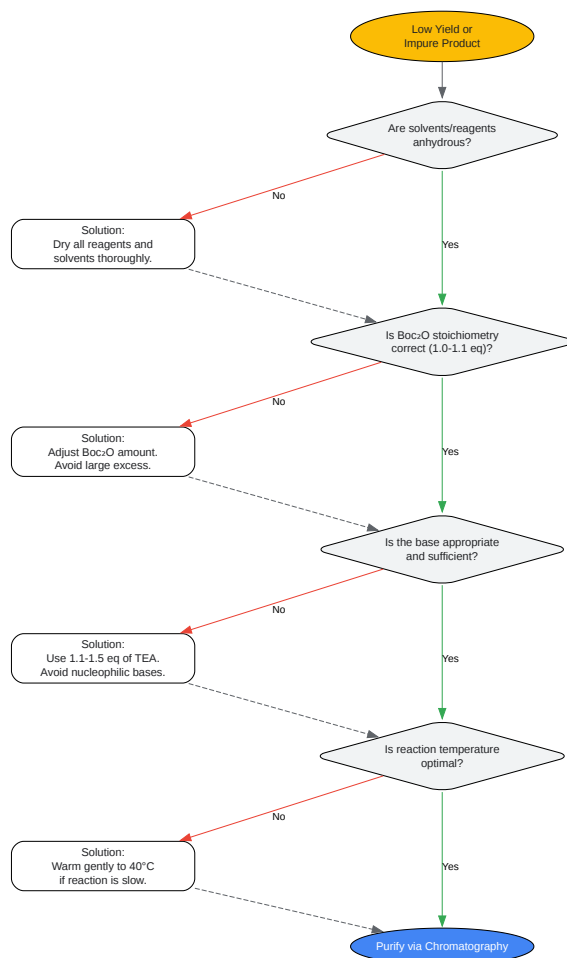 Low Yield or
Impure Product
Are solvents/reagents
anhydrous?
No
Yes
Solution:
Dry all reagents and
solvents thoroughly.
Is Boc₂O stoichiometry
correct (1.0-1.1 eq)?
No
Yes
Solution:
Adjust Boc₂O amount.
Avoid large excess.
Is the base appropriate
and sufficient?
No
Yes
Solution:
Use 1.1-1.5 eq of TEA.
Avoid nucleophilic bases.
Is reaction temperature
optimal?
No
Yes
Solution:
Warm gently to 40°C
if reaction is slow.
Purify via Chromatography